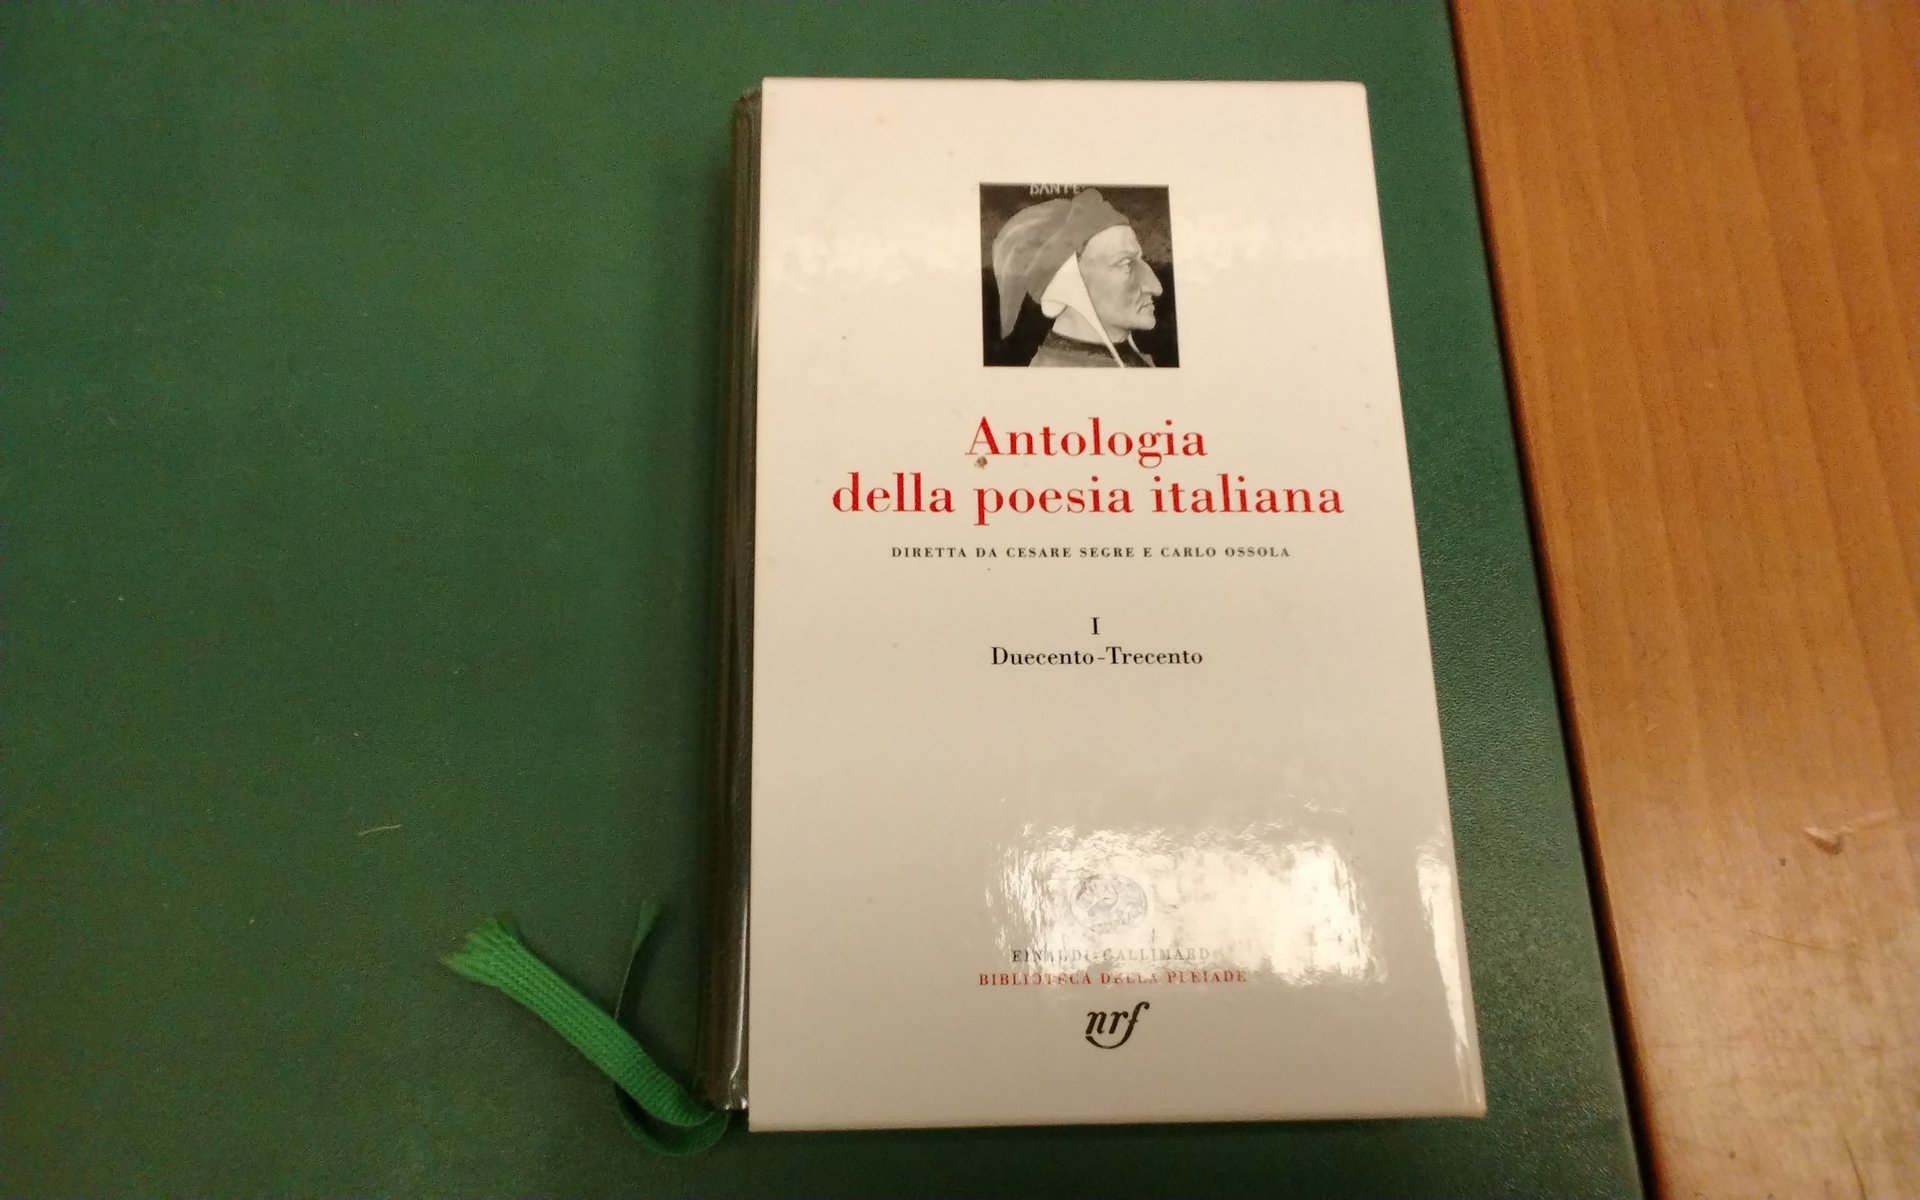 DANTE
Antologia
della poesia italiana
DIRETTA DA CESARE SEGRE E CARLO OSSOLA
I
Duecento-Trecento
EINAUDI-GALLIMARD
BIBLIOTECA DELLA PLEIADE
nrf